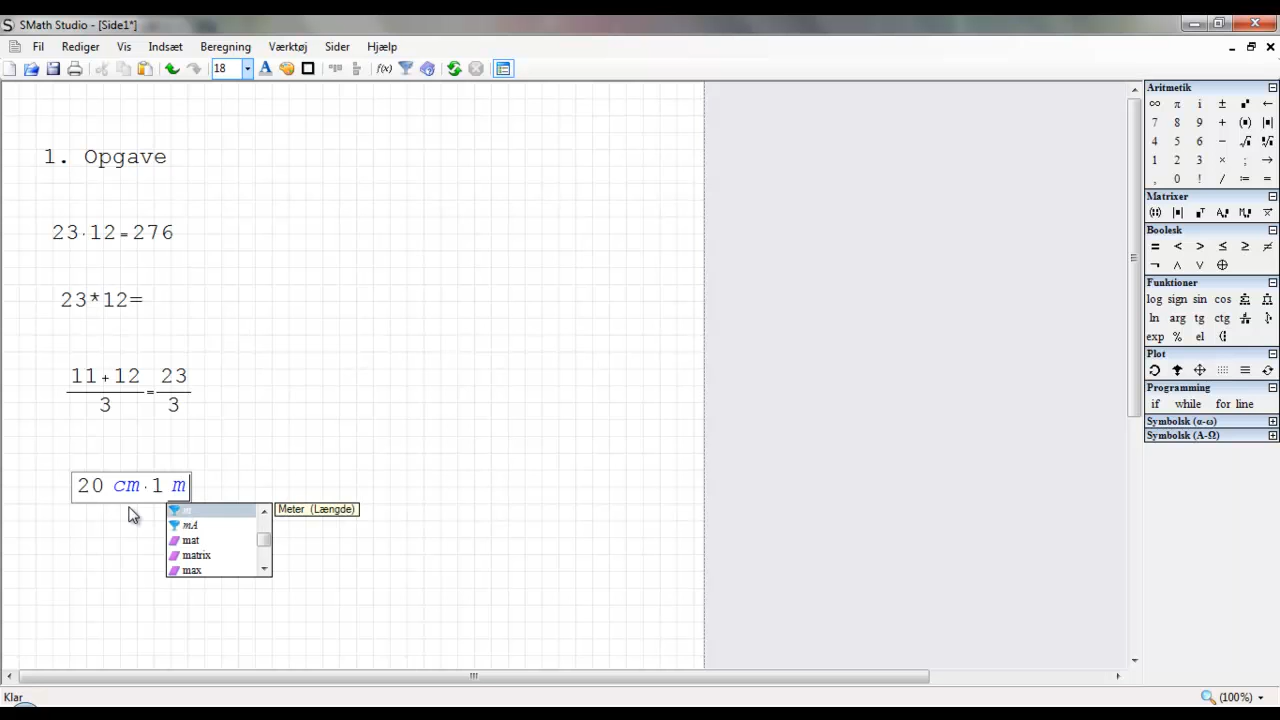 SMath Studio - [Side1*]
Fil Rediger Vis Indsæt Beregning Værktøj Sider Hjælp
18 f(x)
1. Opgave
23·12=276
23*12=
11+12
3
=
23
3
20 cm·1 m
m
mA
mat
matrix
max
Meter (Længde)
Aritmetik
∞ π i ± ←
7 8 9 + (▪) |▪|
4 5 6 − √ √
1 2 3 × ; →
, 0 ! / := =
Matrixer
Boolesk
= < > ≤ ≥ ≠
¬ ∧ ∨ ⊕
Funktioner
log sign sin cos
ln arg tg ctg
exp % el
Plot
Programming
if while for line
Symbolsk (α-ω)
Symbolsk (Α-Ω)
Klar
(100%)